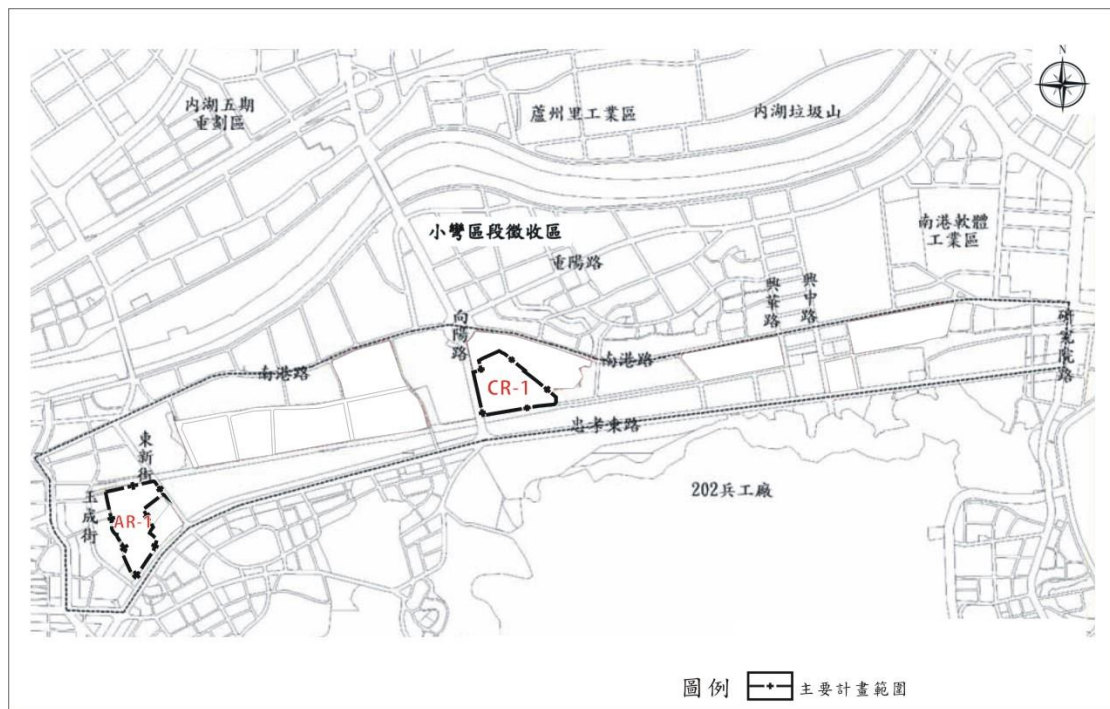 N
內湖五期
重劃區
蘆州里工業區
內湖垃圾山
小彎區段徵收區
重陽路
南港軟體
工業區
興華路
興中路
向陽路
南港路
南港路
研究院路
CR-1
忠孝東路
東新街
玉成街
AR-1
202兵工廠
圖例
主要計畫範圍